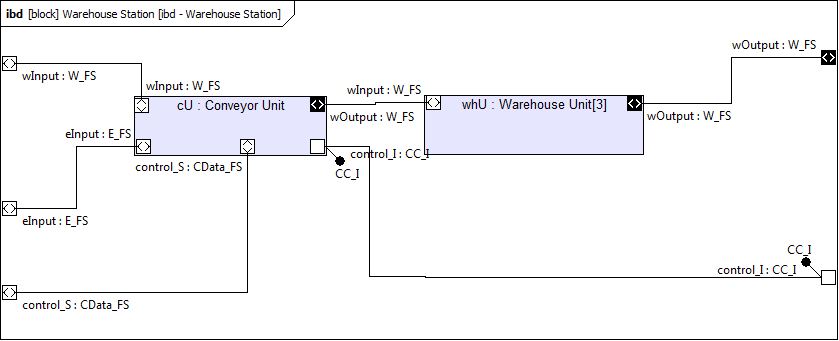 ibd [block] Warehouse Station [ibd - Warehouse Station]
wOutput : W_FS
wInput : W_FS
wInput : W_FS
wInput : W_FS
cU : Conveyor Unit
whU : Warehouse Unit[3]
wOutput : W_FS
wOutput : W_FS
eInput : E_FS
control_I : CC_I
control_S : CData_FS
CC_I
eInput : E_FS
CC_I
control_I : CC_I
control_S : CData_FS